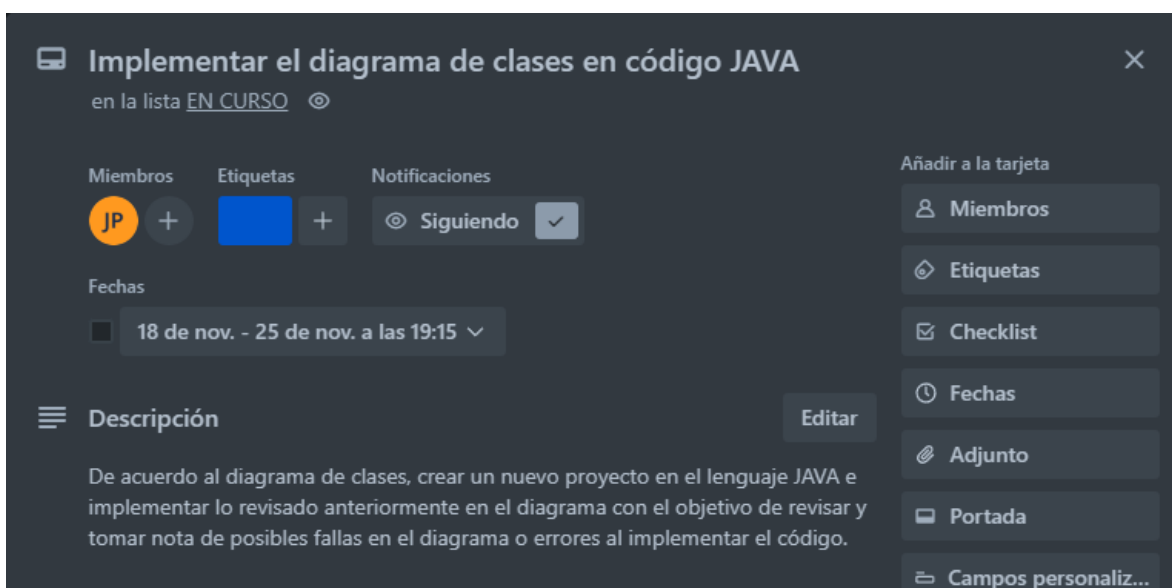 Implementar el diagrama de clases en código JAVA
en la lista EN CURSO
Miembros
Etiquetas
Notificaciones
JP
Siguiendo
Fechas
18 de nov. - 25 de nov. a las 19:15
Descripción
Editar
De acuerdo al diagrama de clases, crear un nuevo proyecto en el lenguaje JAVA e
implementar lo revisado anteriormente en el diagrama con el objetivo de revisar y
tomar nota de posibles fallas en el diagrama o errores al implementar el código.
Añadir a la tarjeta
Miembros
Etiquetas
Checklist
Fechas
Adjunto
Portada
Campos personaliz...